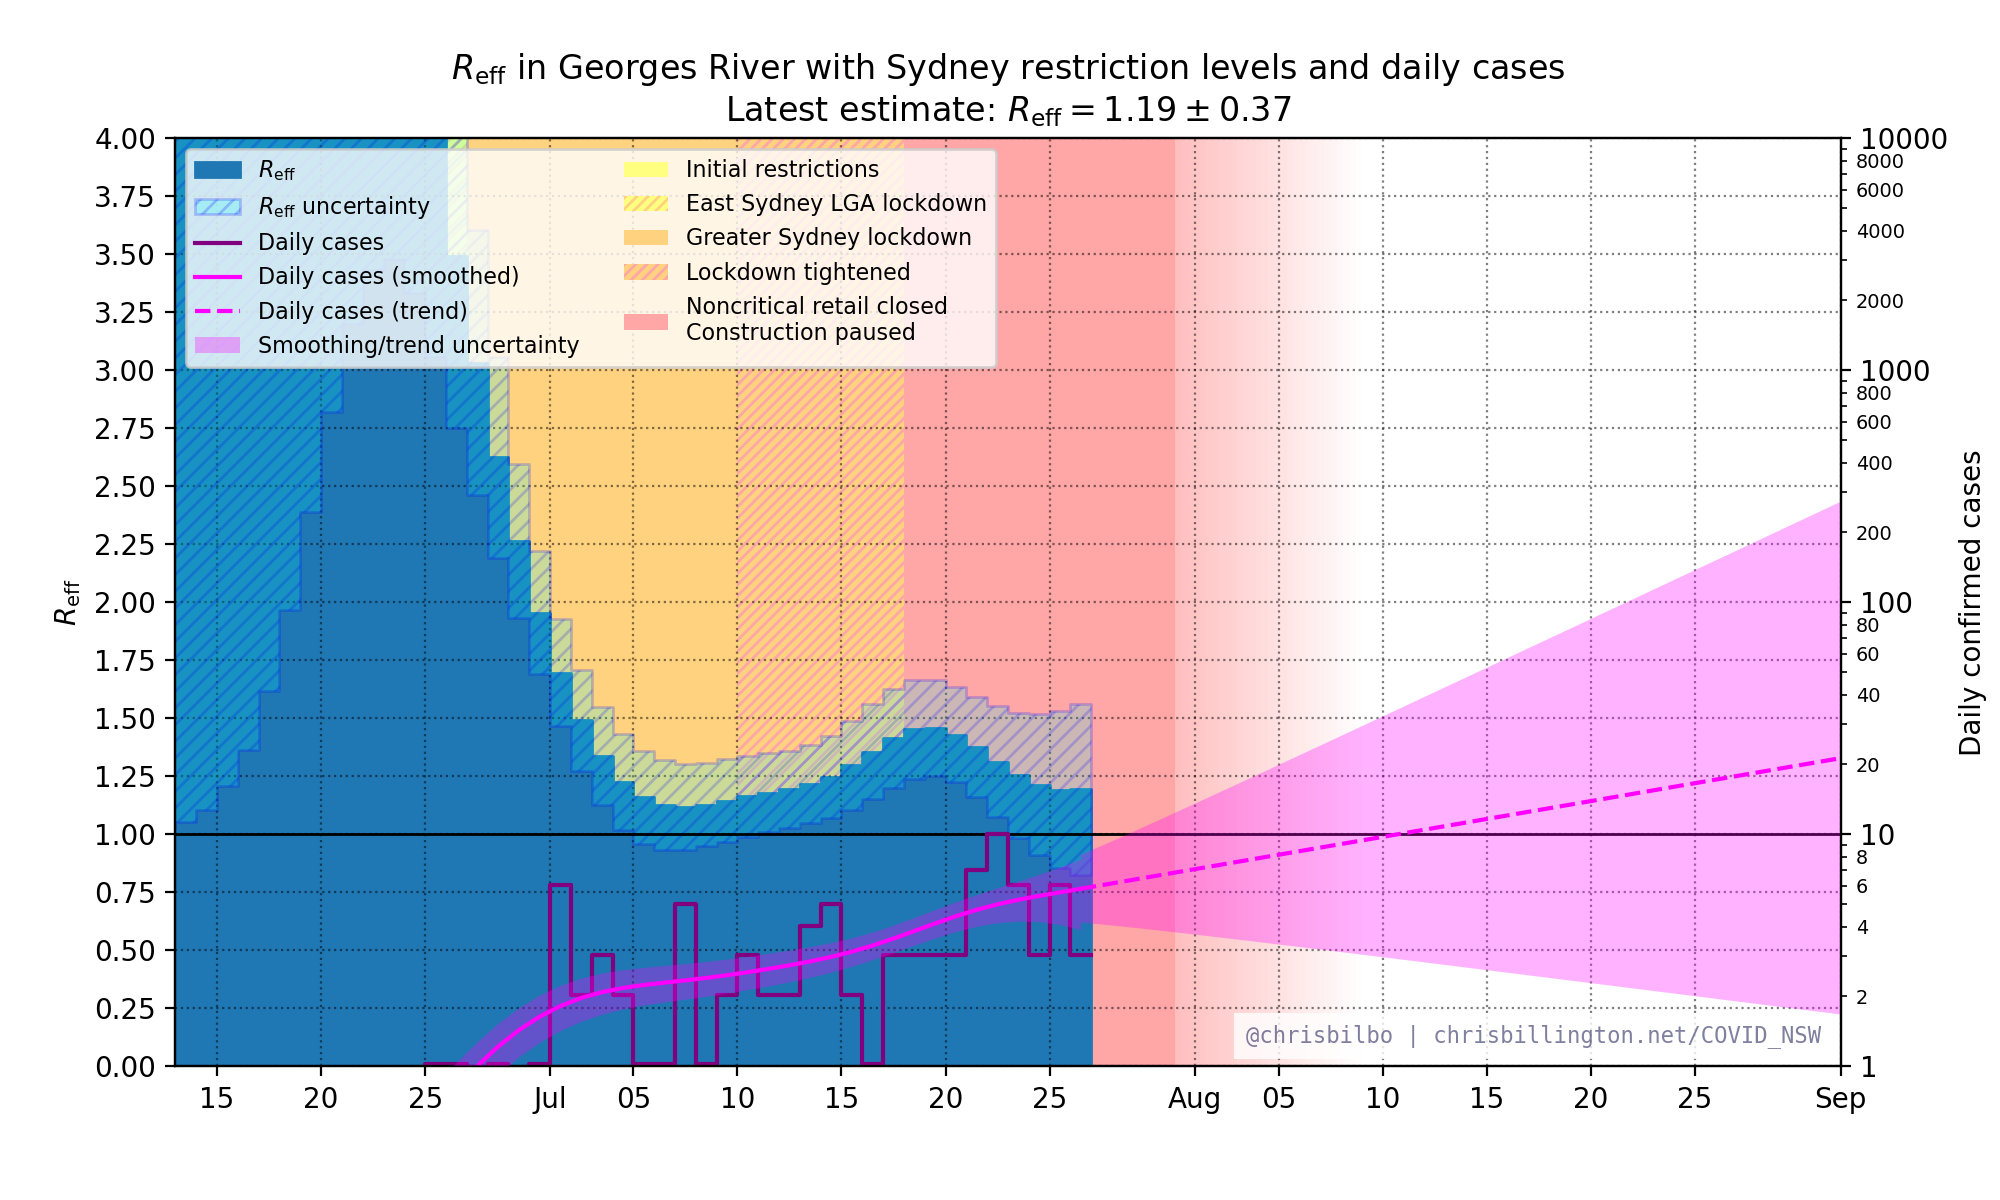 R_eff in Georges River with Sydney restriction levels and daily cases
Latest estimate: R_eff = 1.19 ± 0.37
R_eff
R_eff uncertainty
Daily cases
Daily cases (smoothed)
Daily cases (trend)
Smoothing/trend uncertainty
Initial restrictions
East Sydney LGA lockdown
Greater Sydney lockdown
Lockdown tightened
Noncritical retail closed
Construction paused
4.00
3.75
3.50
3.25
3.00
2.75
2.50
2.25
2.00
1.75
1.50
1.25
1.00
0.75
0.50
0.25
0.00
R_eff
10000
8000
6000
4000
2000
1000
800
600
400
200
100
80
60
40
20
10
8
6
4
2
1
Daily confirmed cases
@chrisbilbo | chrisbillington.net/COVID_NSW
15 20 25 Jul 05 10 15 20 25 Aug 05 10 15 20 25 Sep